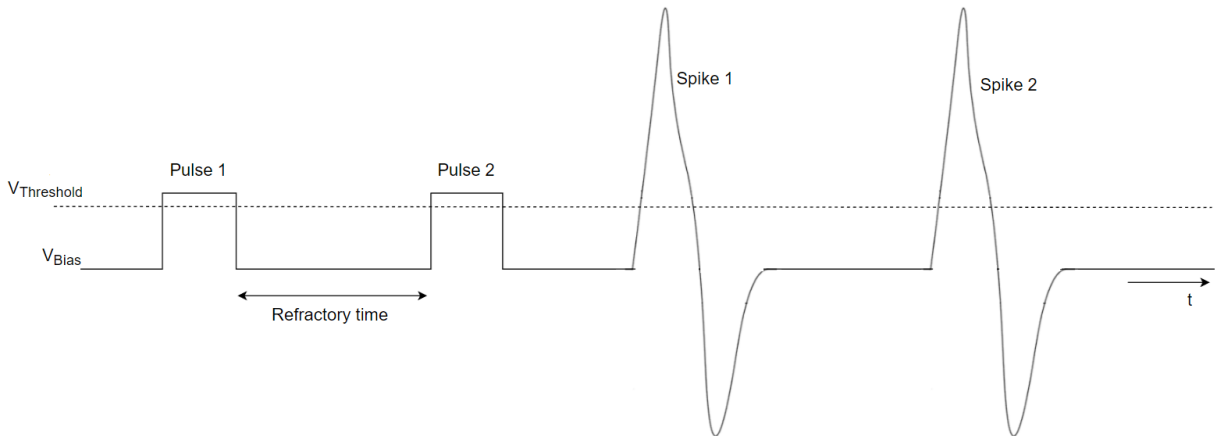 Spike 1
Spike 2
Pulse 1
Pulse 2
VThreshold
VBias
Refractory time
t